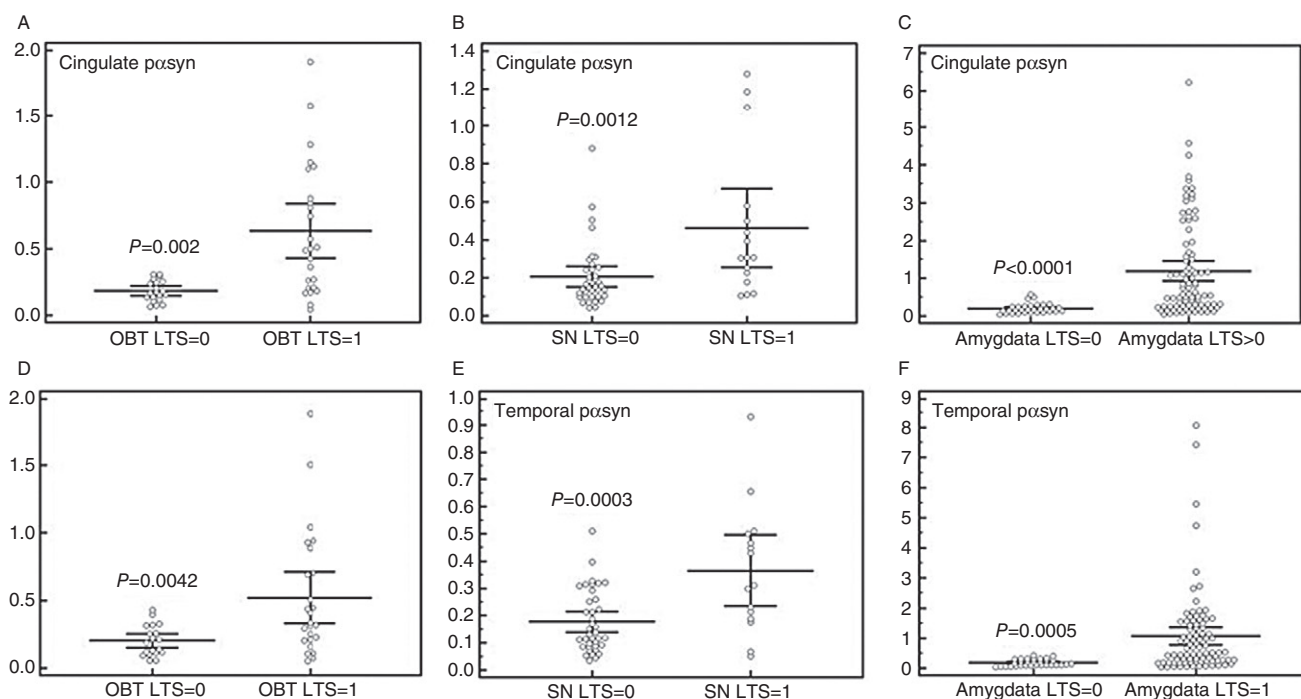 A
2.0
Cingulate pαsyn
1.5
1.0
P=0.002
0.5
0.0
OBT LTS=0 OBT LTS=1
B
1.4
Cingulate pαsyn
1.2
P=0.0012
1.0
0.8
0.6
0.4
0.2
0.0
SN LTS=0 SN LTS=1
C
7
Cingulate pαsyn
6
5
4
3
2
P<0.0001
1
0
Amygdata LTS=0 Amygdata LTS>0
D
2.0
1.5
1.0
P=0.0042
0.5
0.0
OBT LTS=0 OBT LTS=1
E
1.0
Temporal pαsyn
0.9
0.8
0.7
P=0.0003
0.6
0.5
0.4
0.3
0.2
0.1
0.0
SN LTS=0 SN LTS=1
F
9
Temporal pαsyn
8
7
6
5
4
3
2
P=0.0005
1
0
Amygdata LTS=0 Amygdata LTS=1